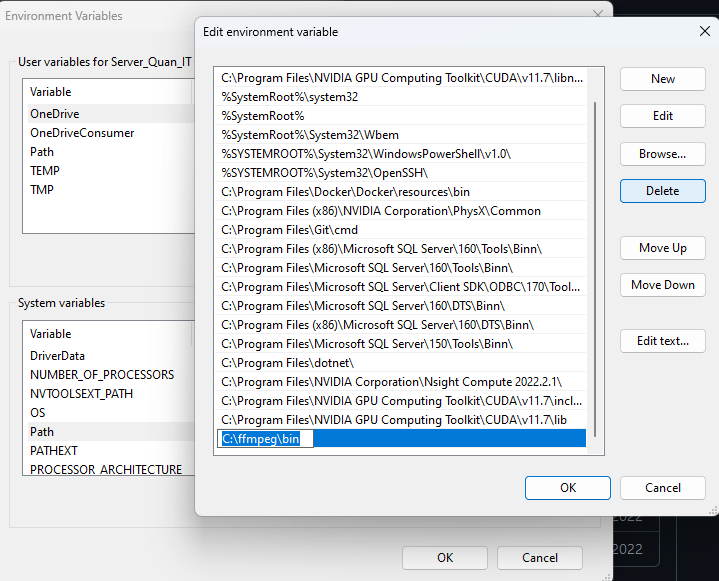 Environment Variables
User variables for Server_Quan_IT
Variable
OneDrive
OneDriveConsumer
Path
TEMP
TMP
System variables
Variable
DriverData
NUMBER_OF_PROCESSORS
NVTOOLSEXT_PATH
OS
Path
PATHEXT
PROCESSOR_ARCHITECTURE
OK
Cancel
Edit environment variable
C:\Program Files\NVIDIA GPU Computing Toolkit\CUDA\v11.7\libn...
%SystemRoot%\system32
%SystemRoot%
%SystemRoot%\System32\Wbem
%SYSTEMROOT%\System32\WindowsPowerShell\v1.0\
%SYSTEMROOT%\System32\OpenSSH\
C:\Program Files\Docker\Docker\resources\bin
C:\Program Files (x86)\NVIDIA Corporation\PhysX\Common
C:\Program Files\Git\cmd
C:\Program Files (x86)\Microsoft SQL Server\160\Tools\Binn\
C:\Program Files\Microsoft SQL Server\160\Tools\Binn\
C:\Program Files\Microsoft SQL Server\Client SDK\ODBC\170\Tool...
C:\Program Files\Microsoft SQL Server\160\DTS\Binn\
C:\Program Files (x86)\Microsoft SQL Server\160\DTS\Binn\
C:\Program Files\Microsoft SQL Server\150\Tools\Binn\
C:\Program Files\dotnet\
C:\Program Files\NVIDIA Corporation\Nsight Compute 2022.2.1\
C:\Program Files\NVIDIA GPU Computing Toolkit\CUDA\v11.7\incl...
C:\Program Files\NVIDIA GPU Computing Toolkit\CUDA\v11.7\lib
C:\ffmpeg\bin
New
Edit
Browse...
Delete
Move Up
Move Down
Edit text...
OK
Cancel
2022
2022